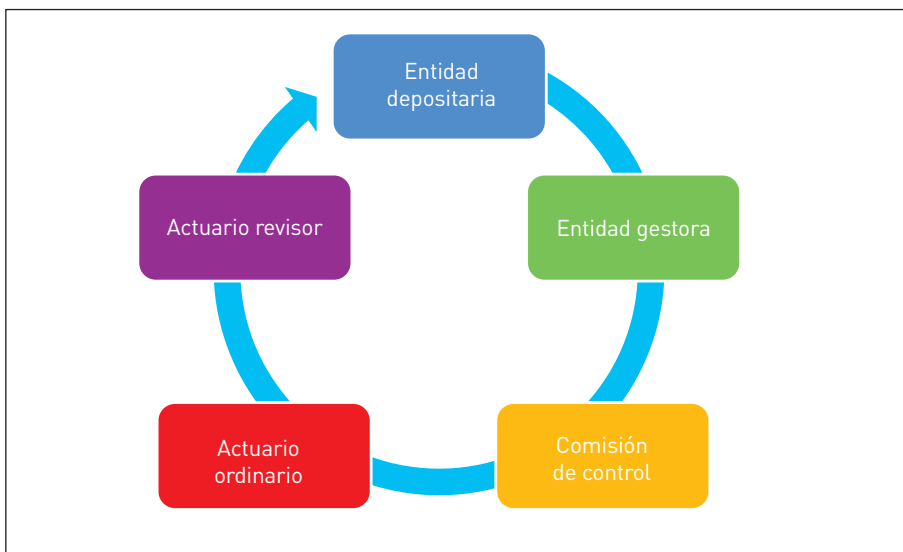 Entidad
depositaria
Entidad gestora
Comisión
de control
Actuario
ordinario
Actuario revisor